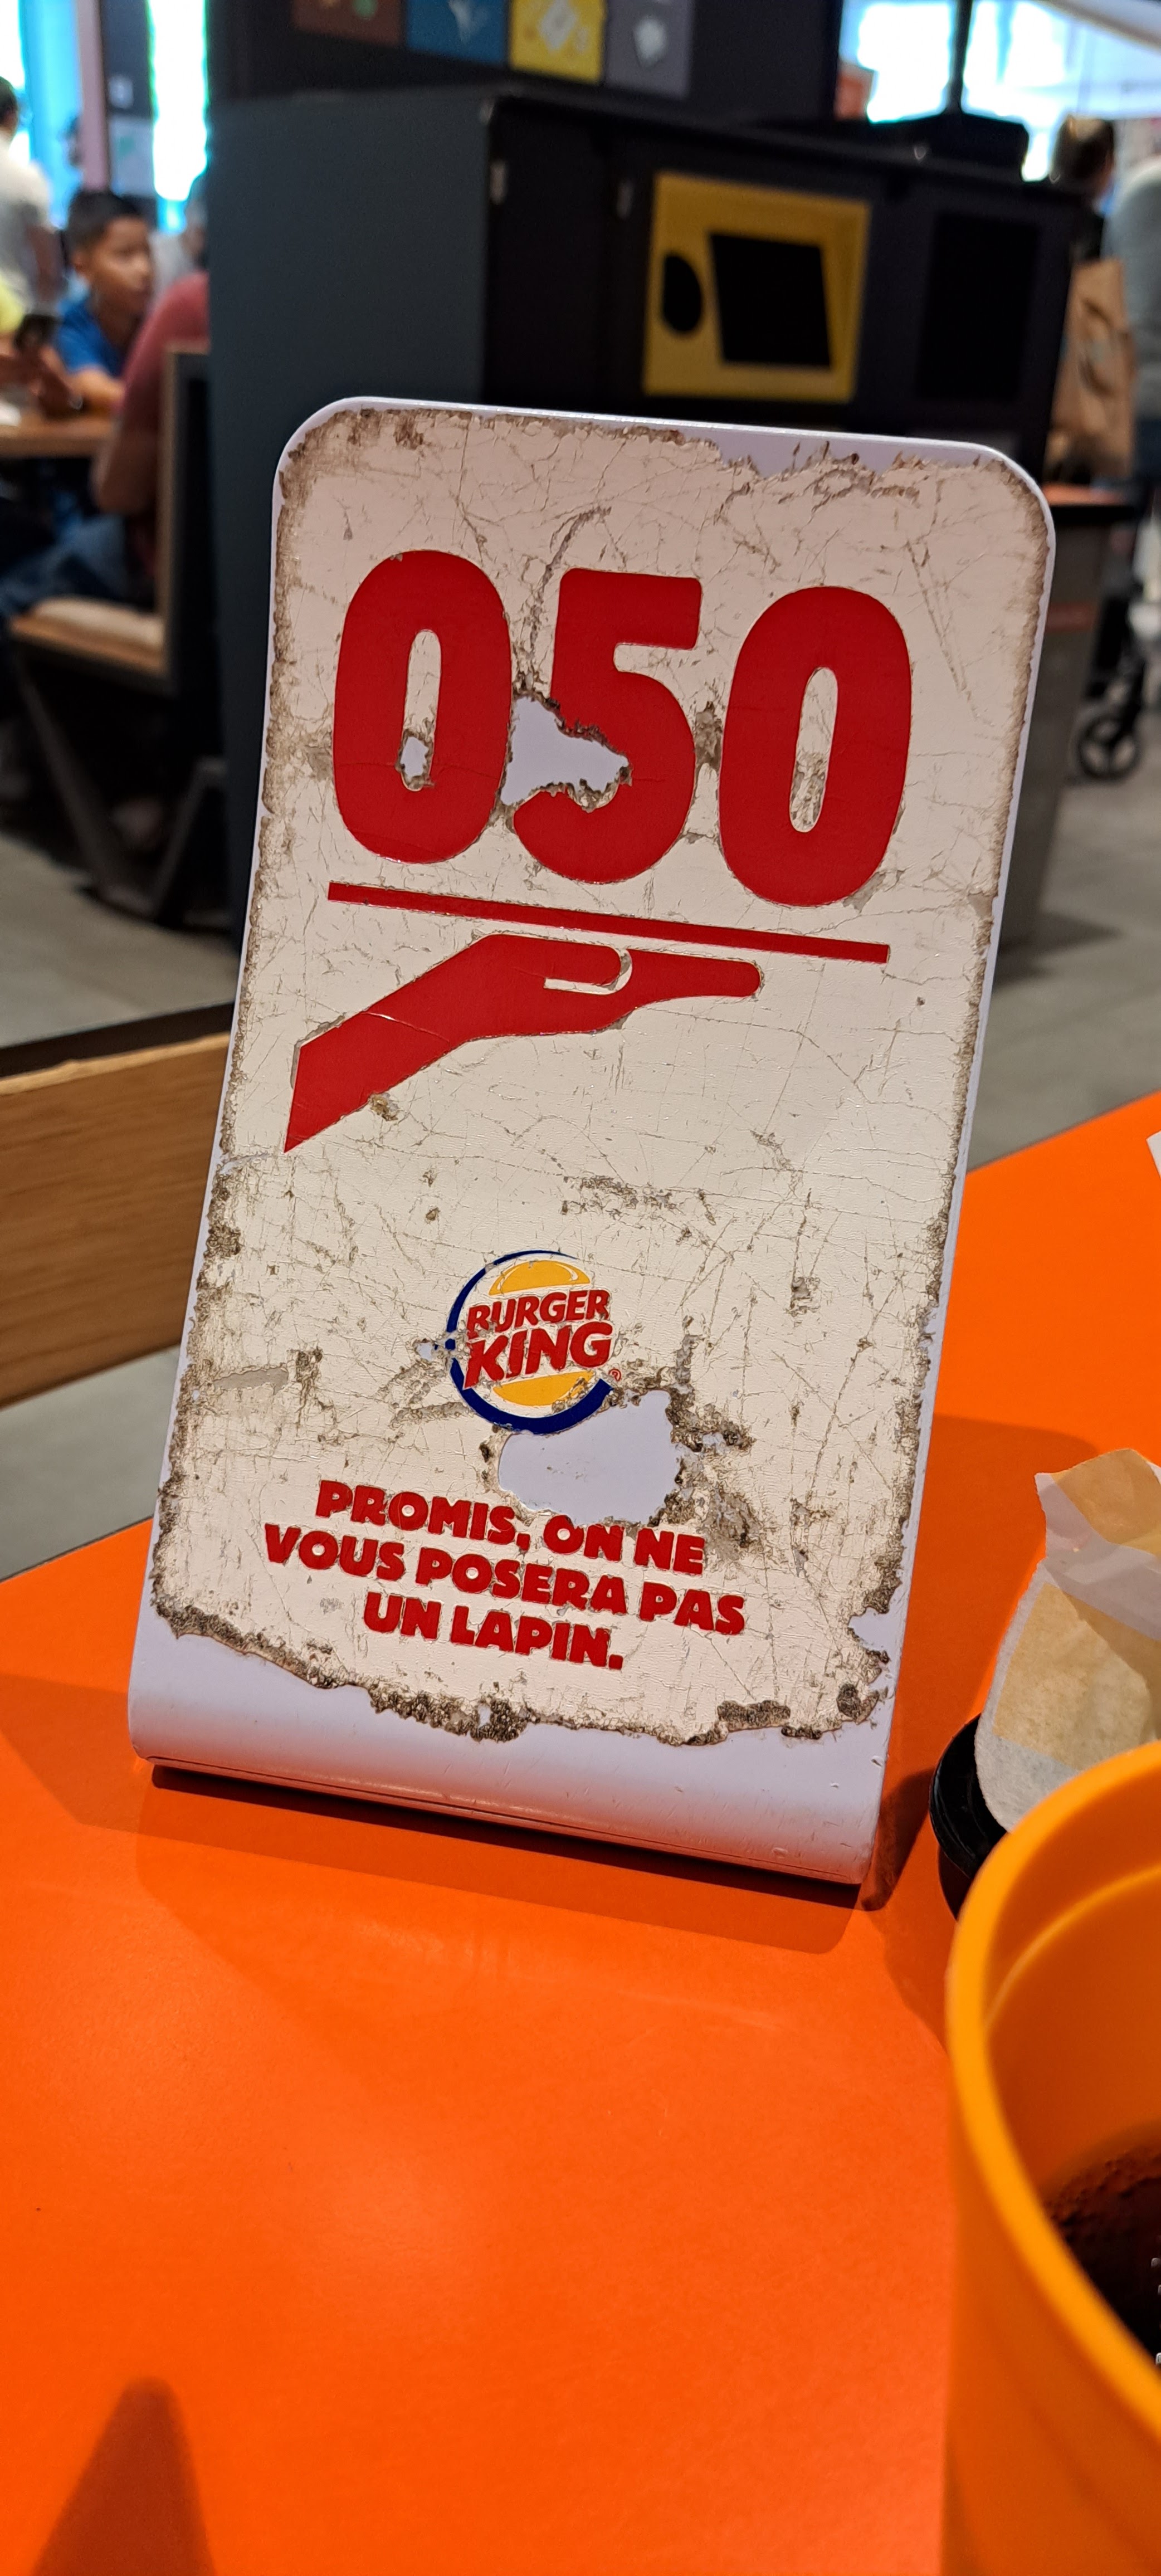 050
BURGER
KING®
PROMIS, ON NE
VOUS POSERA PAS
UN LAPIN.